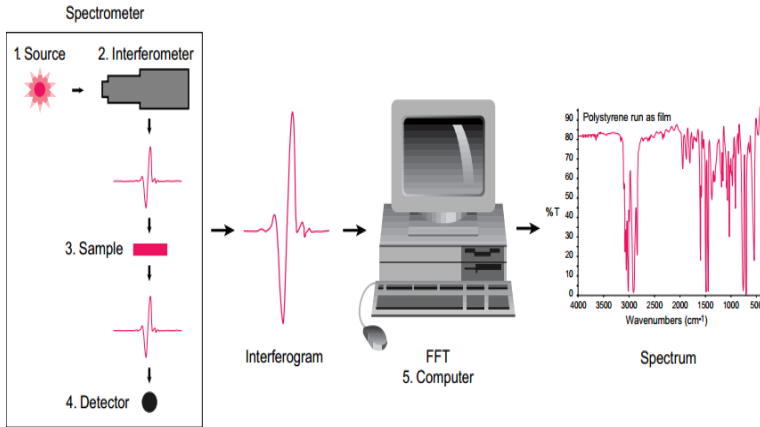 Spectrometer
1. Source
2. Interferometer
3. Sample
4. Detector
Interferogram
FFT
5. Computer
Polystyrene run as film
%T
90
80
70
60
50
40
30
20
10
0
4000 3500 3000 2500 2000 1500 1000 500
Wavenumbers (cm-1)
Spectrum